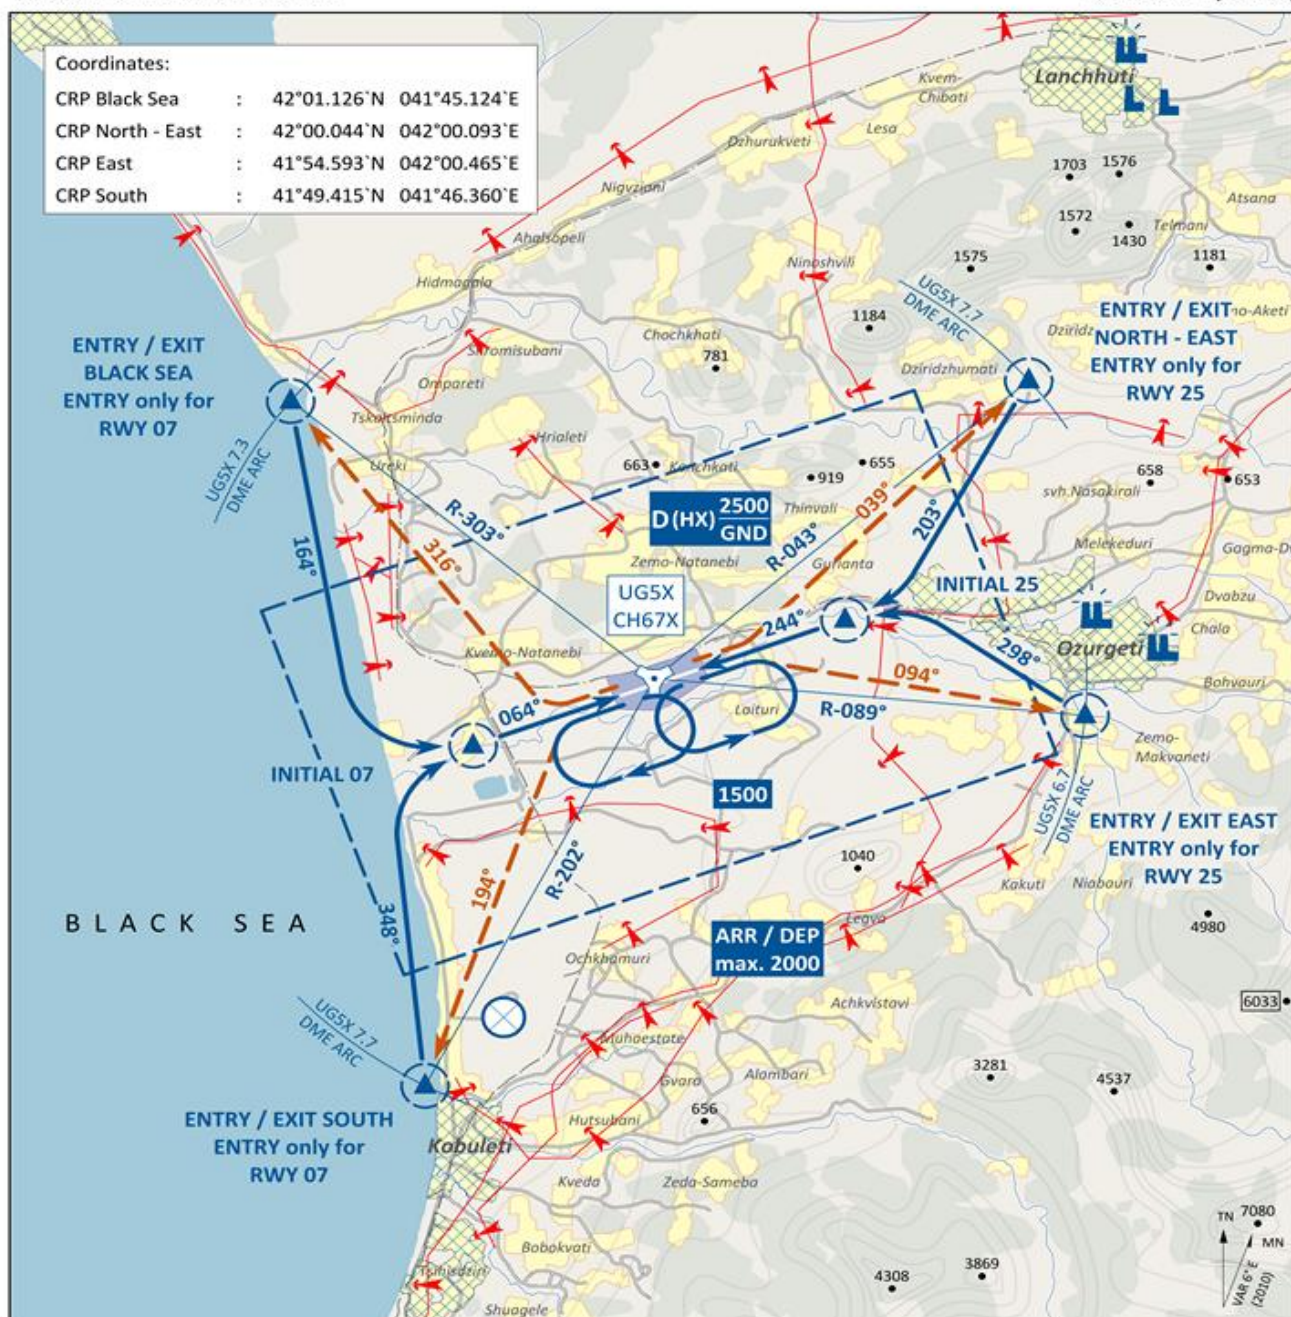 Coordinates:
CRP Black Sea : 42°01.126`N 041°45.124`E
CRP North - East : 42°00.044`N 042°00.093`E
CRP East : 41°54.593`N 042°00.465`E
CRP South : 41°49.415`N 041°46.360`E
Lanchhuti
Kvem-
Chibati
Lesa
Dzhurukveti
Nigvziani
1703
1576
Atsana
1572
1430
Telmani
Ahalsopeli
Ninoshvili
1575
1181
Hidmagala
UG5X 7.7
DME ARC
ENTRY / EXIT
NORTH - EAST
ENTRY only for
RWY 25
no-Aketi
Dziridz
1184
Chochkhati
781
Dziridzhumati
ENTRY / EXIT
BLACK SEA
ENTRY only for
RWY 07
Skromisubani
Ompareti
Tskaltsminda
Hrialeti
Ureki
UG5X 7.3
DME ARC
663
Konchkati
919
655
658
653
svh.Nasakirali
Thinvali
D (HX) 2500
GND
R-303°
039°
203°
164°
316°
R-043°
Melekeduri
Gagma-D
Zemo-Natanebi
Gurianta
UG5X
CH67X
INITIAL 25
Dvabzu
Chala
244°
298°
Ozurgeti
Kvemo-Natanebi
094°
Bohvauri
064°
Laituri
R-089°
Zemo-
Makvaneti
INITIAL 07
1500
UG5X 6.7
DME ARC
ENTRY / EXIT EAST
ENTRY only for
RWY 25
194°
R-202°
1040
Kakuti
Niabauri
348°
BLACK SEA
Legva
4980
ARR / DEP
max. 2000
Ochkhamuri
Achkvistavi
6033
UG5X 7.7
DME ARC
Muhaestate
Gvara
Alambari
3281
4537
ENTRY / EXIT SOUTH
ENTRY only for
RWY 07
Hutsubani
656
Kobuleti
Kveda
Zeda-Sameba
Bobokvati
Tsihisdziri
Shuagele
4308
3869
TN
7080
MN
VAR 6° E
(2010)